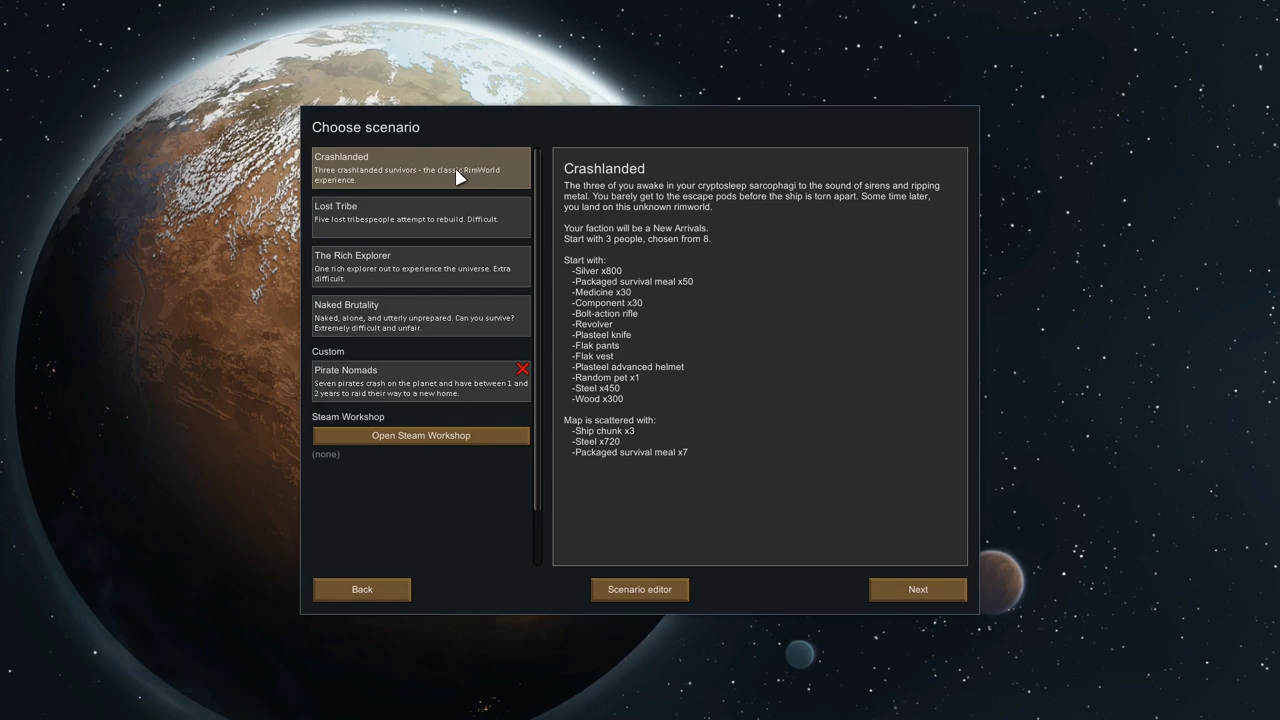 Choose scenario
Crashlanded
Three crashlanded survivors - the classic RimWorld
experience.
Lost Tribe
Five lost tribespeople attempt to rebuild. Difficult.
The Rich Explorer
One rich explorer out to experience the universe. Extra
difficult.
Naked Brutality
Naked, alone, and utterly unprepared. Can you survive?
Extremely difficult and unfair.
Custom
Pirate Nomads
Seven pirates crash on the planet and have between 1 and
2 years to raid their way to a new home.
Steam Workshop
Open Steam Workshop
(none)
Crashlanded
The three of you awake in your cryptosleep sarcophagi to the sound of sirens and ripping
metal. You barely get to the escape pods before the ship is torn apart. Some time later,
you land on this unknown rimworld.
Your faction will be a New Arrivals.
Start with 3 people, chosen from 8.
Start with:
-Silver x800
-Packaged survival meal x50
-Medicine x30
-Component x30
-Bolt-action rifle
-Revolver
-Plasteel knife
-Flak pants
-Flak vest
-Plasteel advanced helmet
-Random pet x1
-Steel x450
-Wood x300
Map is scattered with:
-Ship chunk x3
-Steel x720
-Packaged survival meal x7
Back
Scenario editor
Next